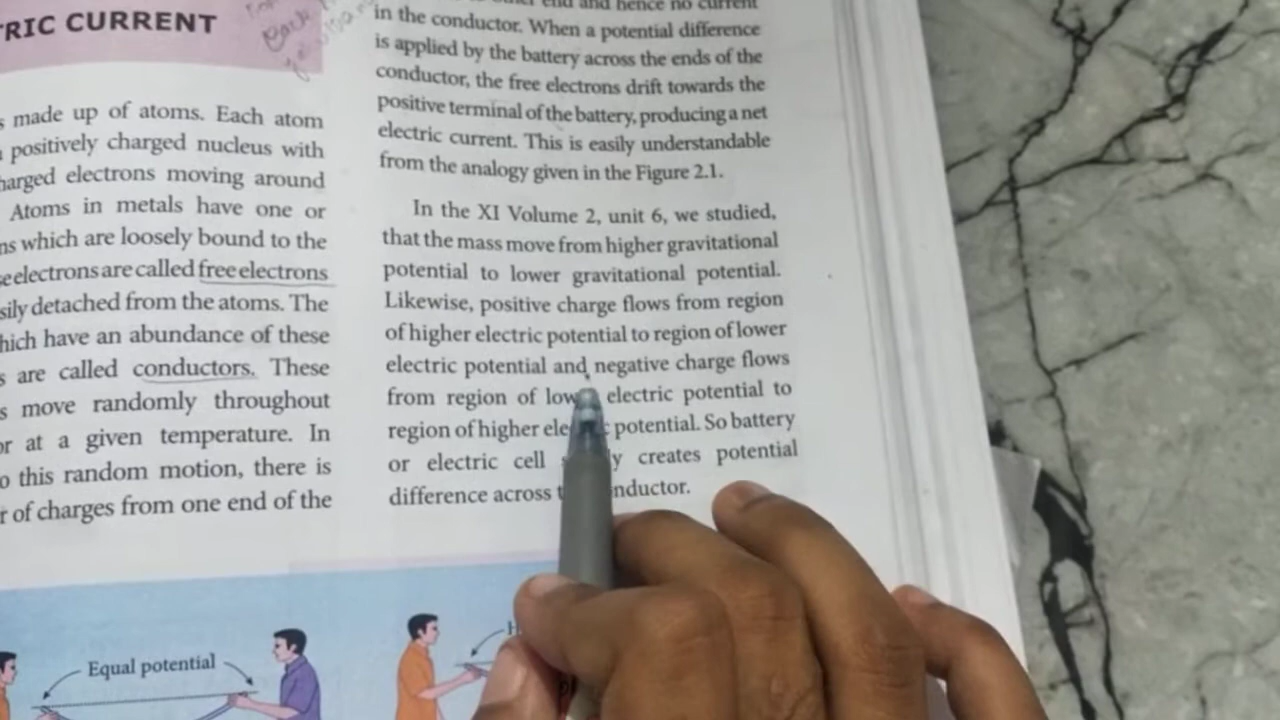 RIC CURRENT
made up of atoms. Each atom
positively charged nucleus with
harged electrons moving around
Atoms in metals have one or
ns which are loosely bound to the
e electrons are called free electrons
sily detached from the atoms. The
hich have an abundance of these
s are called conductors. These
s move randomly throughout
or at a given temperature. In
o this random motion, there is
r of charges from one end of the
end and hence no current
in the conductor. When a potential difference
is applied by the battery across the ends of the
conductor, the free electrons drift towards the
positive terminal of the battery, producing a net
electric current. This is easily understandable
from the analogy given in the Figure 2.1.
In the XI Volume 2, unit 6, we studied,
that the mass move from higher gravitational
potential to lower gravitational potential.
Likewise, positive charge flows from region
of higher electric potential to region of lower
electric potential and negative charge flows
from region of low electric potential to
region of higher ele c potential. So battery
or electric cell y creates potential
difference across t nductor.
Equal potential
H